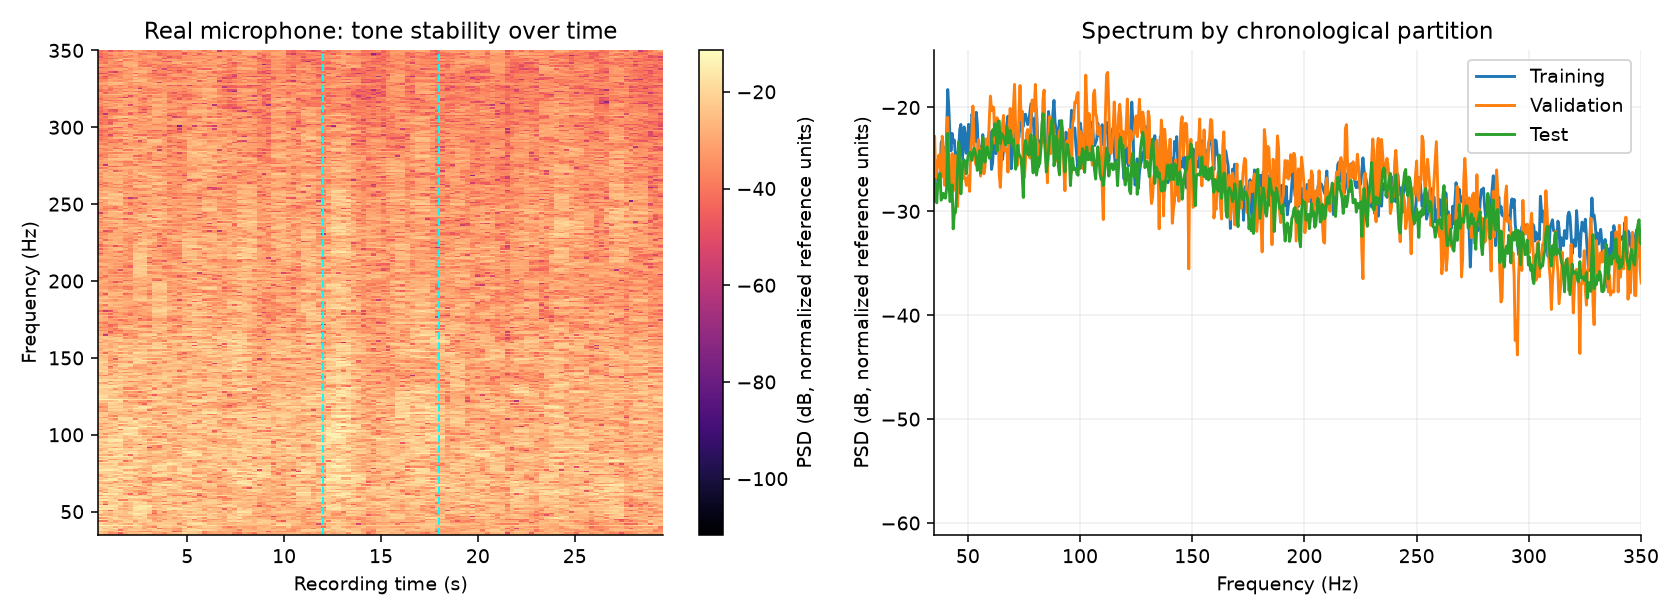 Real microphone: tone stability over time
350
300
250
200
150
100
50
Frequency (Hz)
5
10
15
20
25
Recording time (s)
−20
−40
−60
−80
−100
PSD (dB, normalized reference units)
Spectrum by chronological partition
PSD (dB, normalized reference units)
−20
−30
−40
−50
−60
50
100
150
200
250
300
350
Frequency (Hz)
Training
Validation
Test